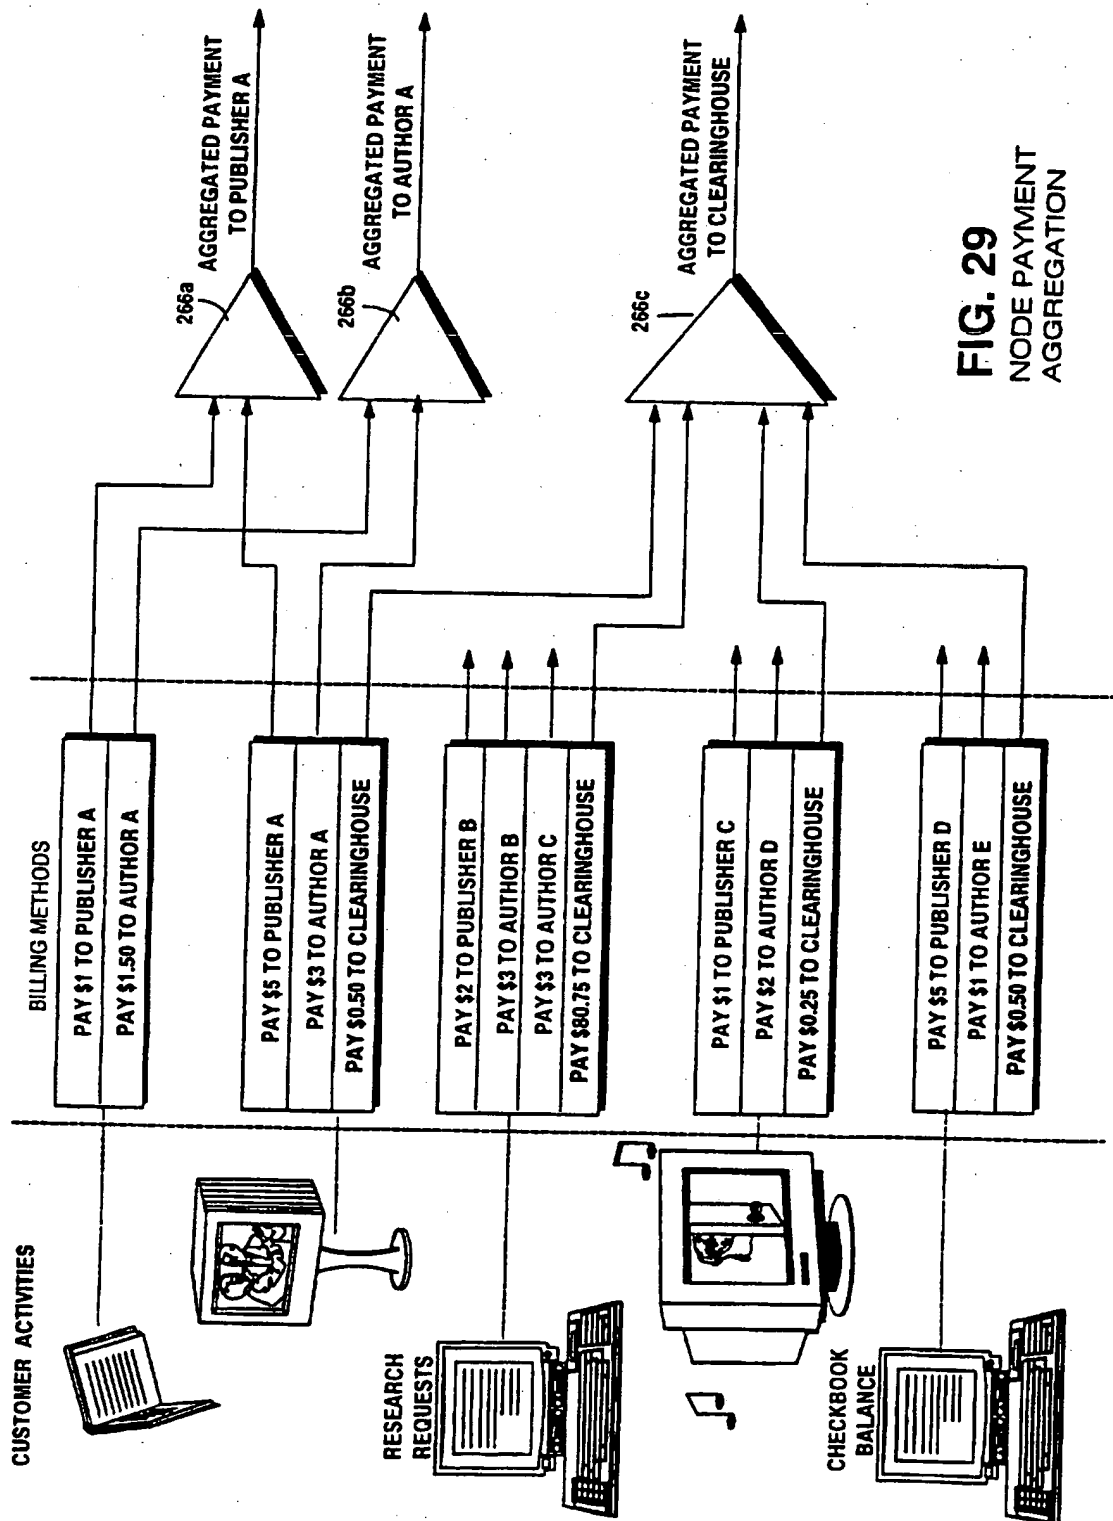 CUSTOMER ACTIVITIES
BILLING METHODS
PAY $1 TO PUBLISHER A
PAY $1.50 TO AUTHOR A
PAY $5 TO PUBLISHER A
PAY $3 TO AUTHOR A
PAY $0.50 TO CLEARINGHOUSE
RESEARCH
REQUESTS
PAY $2 TO PUBLISHER B
PAY $3 TO AUTHOR B
PAY $3 TO AUTHOR C
PAY $80.75 TO CLEARINGHOUSE
PAY $1 TO PUBLISHER C
PAY $2 TO AUTHOR D
PAY $0.25 TO CLEARINGHOUSE
CHECKBOOK
BALANCE
PAY $5 TO PUBLISHER D
PAY $1 TO AUTHOR E
PAY $0.50 TO CLEARINGHOUSE
266a
AGGREGATED PAYMENT
TO PUBLISHER A
266b
AGGREGATED PAYMENT
TO AUTHOR A
266c
AGGREGATED PAYMENT
TO CLEARINGHOUSE
FIG. 29
NODE PAYMENT
AGGREGATION